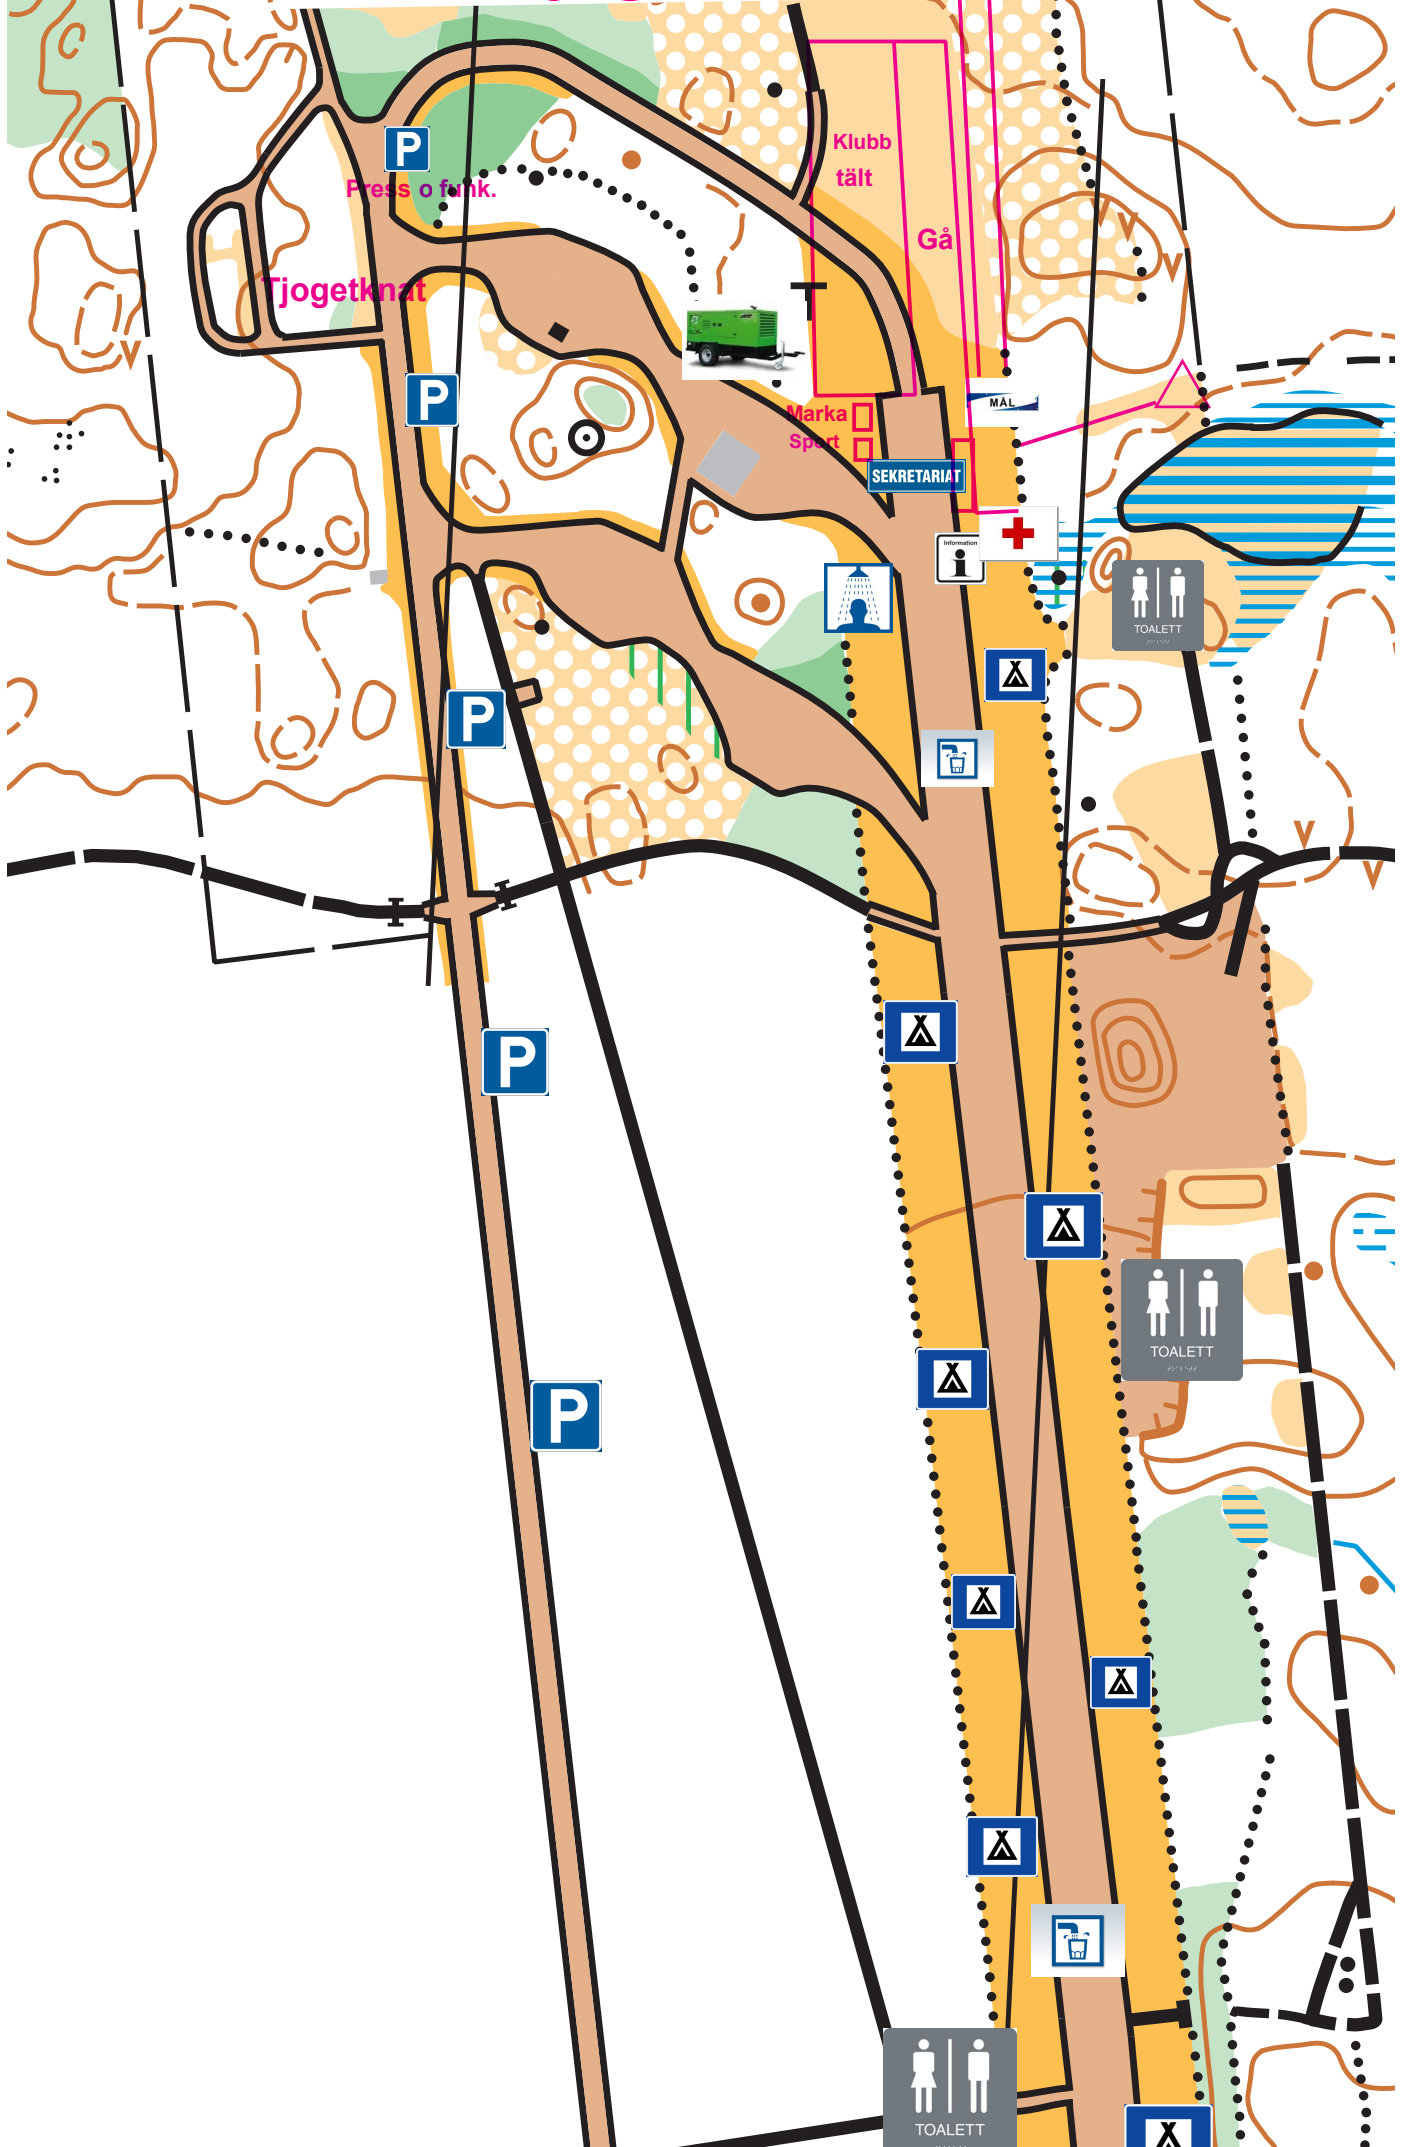 P
Klubb
tält
Press o funk.
Gå
Tjogetknat
P
MÅL
Marka
Sport
SEKRETARIAT
Information
i
TOALETT
P
P
TOALETT
P
TOALETT